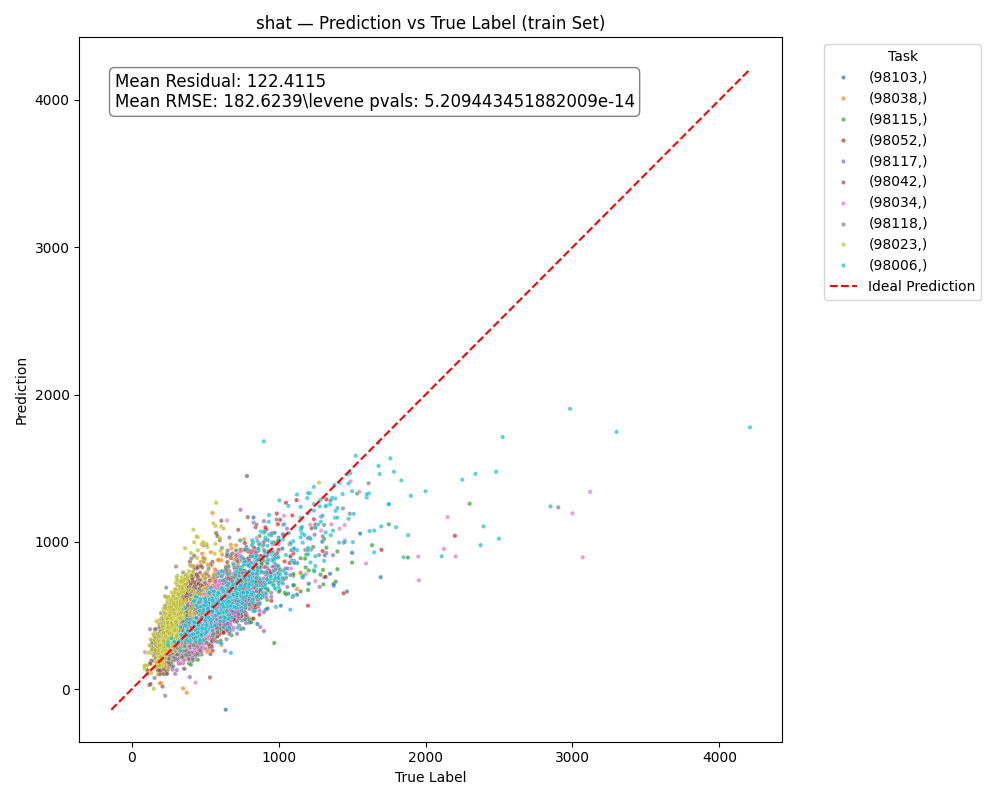 shat — Prediction vs True Label (train Set)
Mean Residual: 122.4115
Mean RMSE: 182.6239\levene pvals: 5.209443451882009e-14
Task
(98103,)
(98038,)
(98115,)
(98052,)
(98117,)
(98042,)
(98034,)
(98118,)
(98023,)
(98006,)
Ideal Prediction
4000
3000
2000
1000
0
Prediction
0 1000 2000 3000 4000
True Label